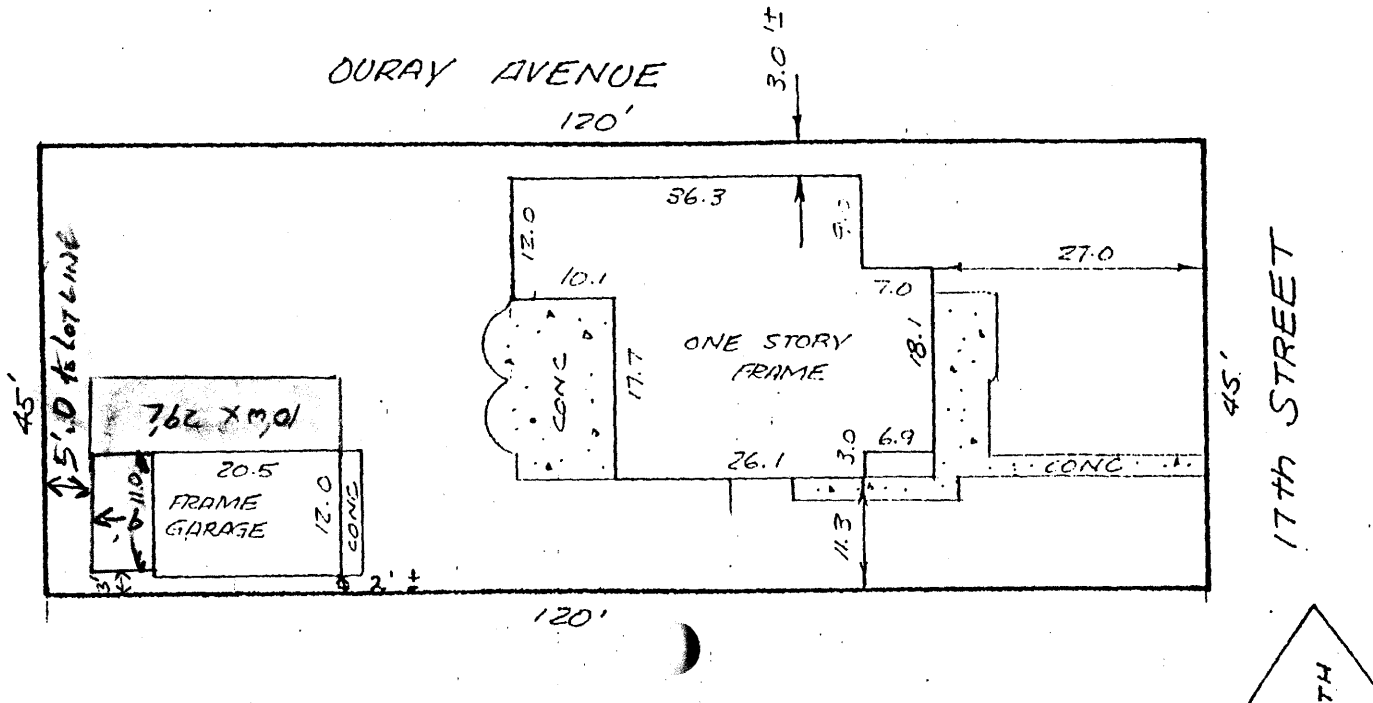 OURAY AVENUE
120'
3.0 ±
36.3
12.0
10.1
7.0
27.0
ONE STORY
FRAME
17.7
18.1
CONC
6.9
3.0
26.1
CONC
11.3
45'
5'.0 to LOT LINE
20.5
FRAME
GARAGE
12.0
CONC
11.0
3'
2' ±
120'
45'
17th STREET
TH